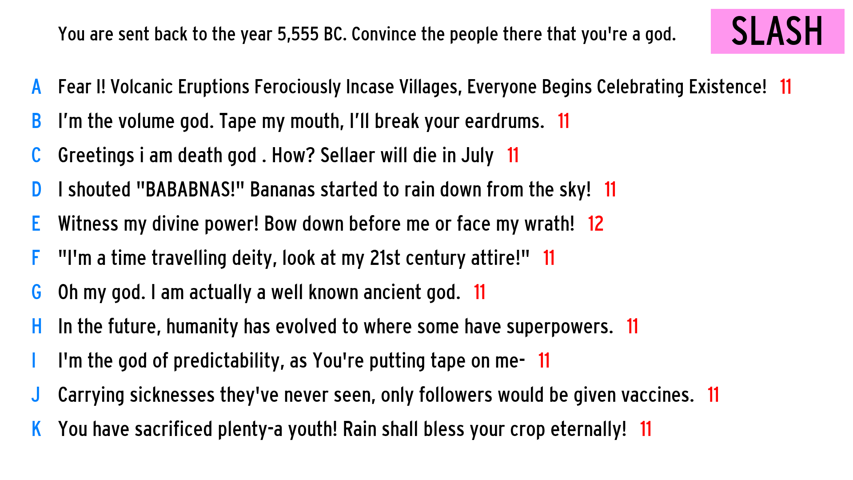 You are sent back to the year 5,555 BC. Convince the people there that you're a god.
SLASH
A Fear I! Volcanic Eruptions Ferociously Incase Villages, Everyone Begins Celebrating Existence! 11
B I’m the volume god. Tape my mouth, I’ll break your eardrums. 11
C Greetings i am death god . How? Sellaer will die in July 11
D I shouted "BABABNAS!" Bananas started to rain down from the sky! 11
E Witness my divine power! Bow down before me or face my wrath! 12
F "I'm a time travelling deity, look at my 21st century attire!" 11
G Oh my god. I am actually a well known ancient god. 11
H In the future, humanity has evolved to where some have superpowers. 11
I I'm the god of predictability, as You're putting tape on me- 11
J Carrying sicknesses they've never seen, only followers would be given vaccines. 11
K You have sacrificed plenty-a youth! Rain shall bless your crop eternally! 11